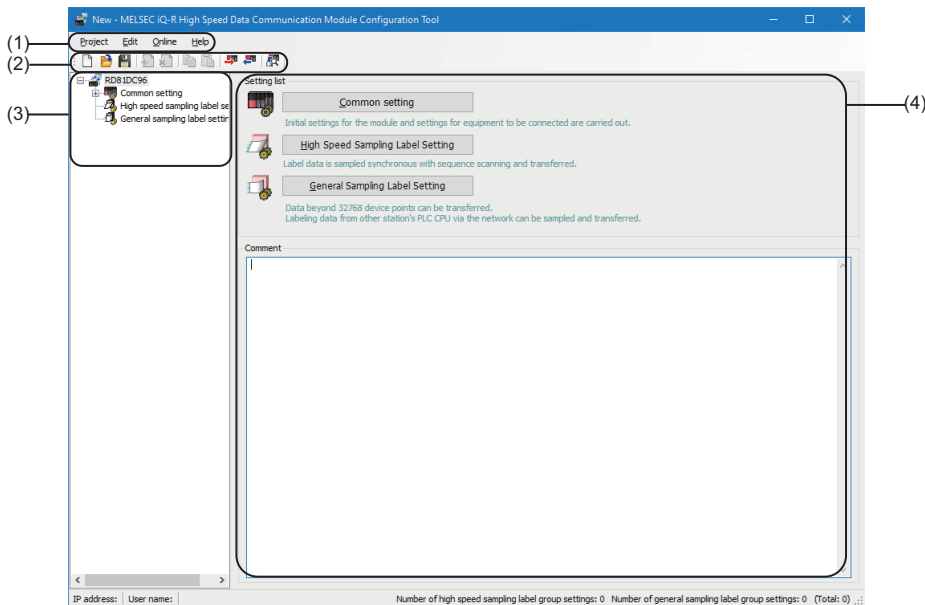 New - MELSEC iQ-R High Speed Data Communication Module Configuration Tool
(1)
Project Edit Online Help
(2)
(3)
RD81DC96
Common setting
High speed sampling label se
General sampling label settin
(4)
Setting list
Common setting
Initial settings for the module and settings for equipment to be connected are carried out.
High Speed Sampling Label Setting
Label data is sampled synchronous with sequence scanning and transferred.
General Sampling Label Setting
Data beyond 32768 device points can be transferred.
Labeling data from other station's PLC CPU via the network can be sampled and transferred.
Comment
IP address: User name: Number of high speed sampling label group settings: 0 Number of general sampling label group settings: 0 (Total: 0)